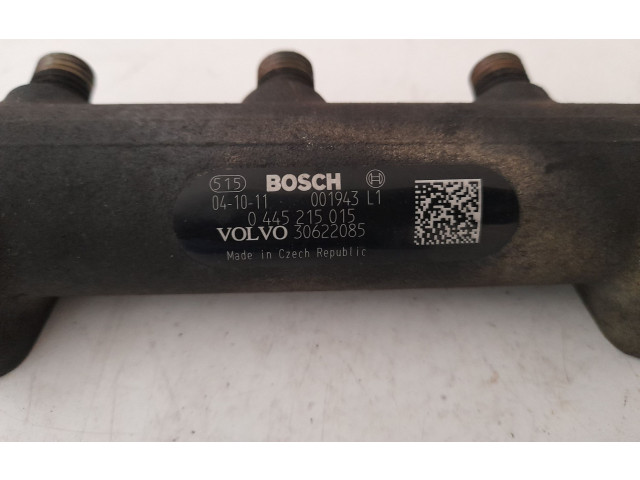 515 BOSCH
04-10-11 001943 L1
0 445 215 015
VOLVO 30622085
Made in Czech Republic